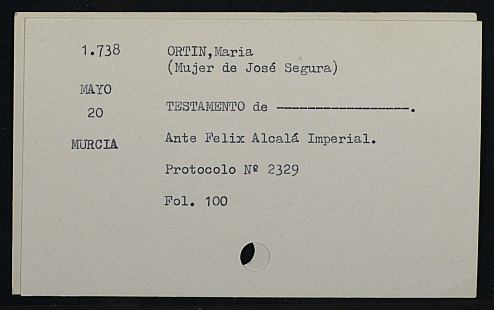 1.738 ORTIN,Maria
(Mujer de José Segura)
MAYO
20 TESTAMENTO de ------------------.
MURCIA Ante Felix Alcalá Imperial.
Protocolo Nº 2329
Fol. 100